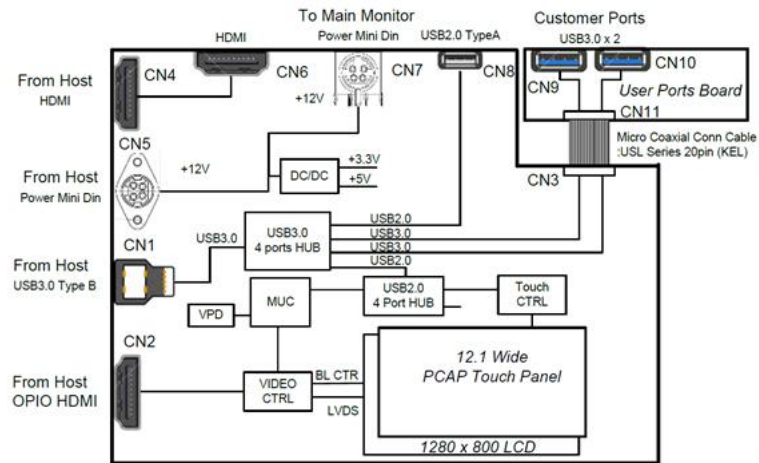 To Main Monitor
Customer Ports
HDMI
Power Mini Din
USB2.0 TypeA
USB3.0 x 2
CN4
CN6
CN7
CN8
CN9
CN10
User Ports Board
CN11
From Host
HDMI
+12V
Micro Coaxial Conn Cable
:USL Series 20pin (KEL)
CN5
+12V
DC/DC
+3.3V
+5V
CN3
From Host
Power Mini Din
CN1
USB3.0
USB3.0
4 ports HUB
USB2.0
USB3.0
USB3.0
USB2.0
From Host
USB3.0 Type B
MUC
USB2.0
4 Port HUB
Touch
CTRL
VPD
CN2
12.1 Wide
PCAP Touch Panel
From Host
OPIO HDMI
VIDEO
CTRL
BL CTR
LVDS
1280 x 800 LCD